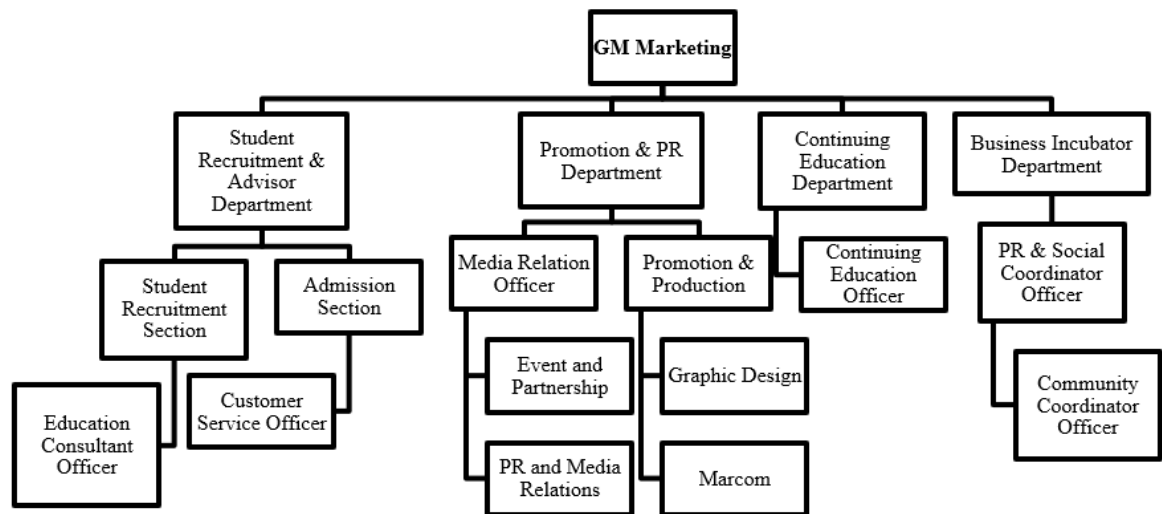 GM Marketing
Student
Recruitment &
Advisor
Department
Promotion & PR
Department
Continuing
Education
Department
Business Incubator
Department
Student
Recruitment
Section
Admission
Section
Media Relation
Officer
Promotion &
Production
Continuing
Education
Officer
PR & Social
Coordinator
Officer
Education
Consultant
Officer
Customer
Service Officer
Event and
Partnership
PR and Media
Relations
Graphic Design
Marcom
Community
Coordinator
Officer